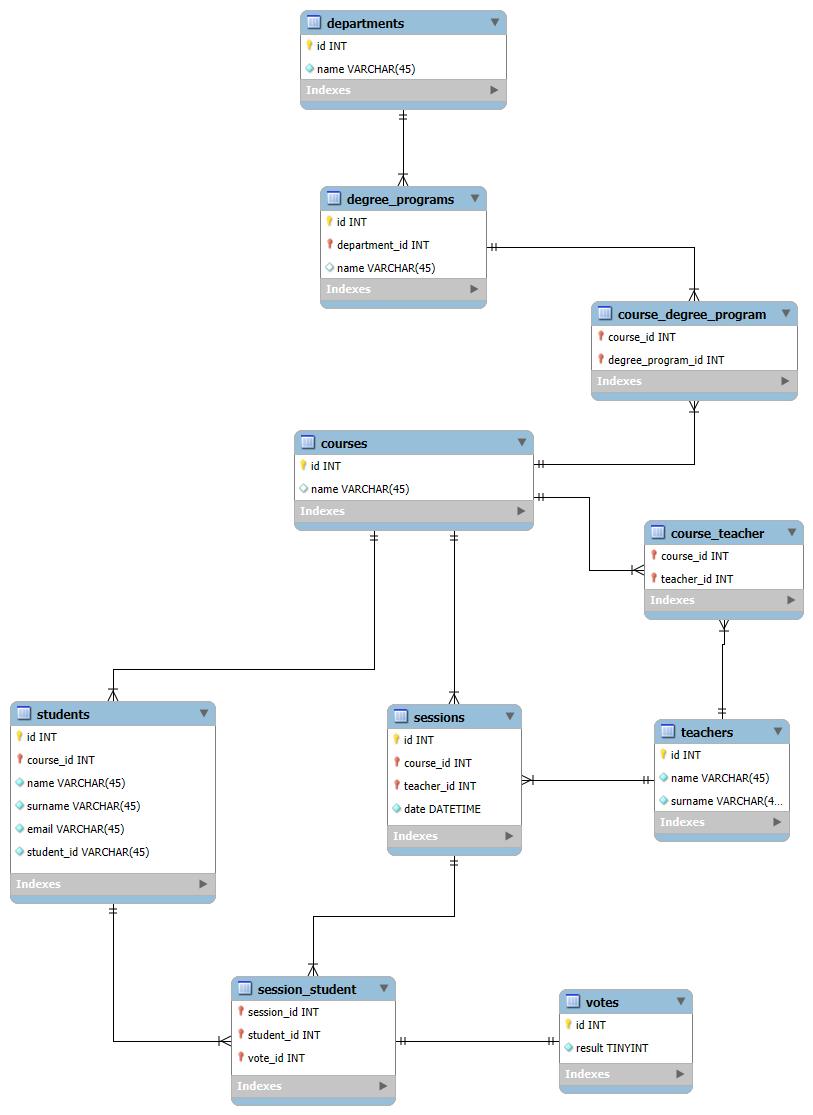 departments
id INT
name VARCHAR(45)
Indexes
degree_programs
id INT
department_id INT
name VARCHAR(45)
Indexes
course_degree_program
course_id INT
degree_program_id INT
Indexes
courses
id INT
name VARCHAR(45)
Indexes
course_teacher
course_id INT
teacher_id INT
Indexes
students
id INT
course_id INT
name VARCHAR(45)
surname VARCHAR(45)
email VARCHAR(45)
student_id VARCHAR(45)
Indexes
sessions
id INT
course_id INT
teacher_id INT
date DATETIME
Indexes
teachers
id INT
name VARCHAR(45)
surname VARCHAR(4...
Indexes
session_student
session_id INT
student_id INT
vote_id INT
Indexes
votes
id INT
result TINYINT
Indexes